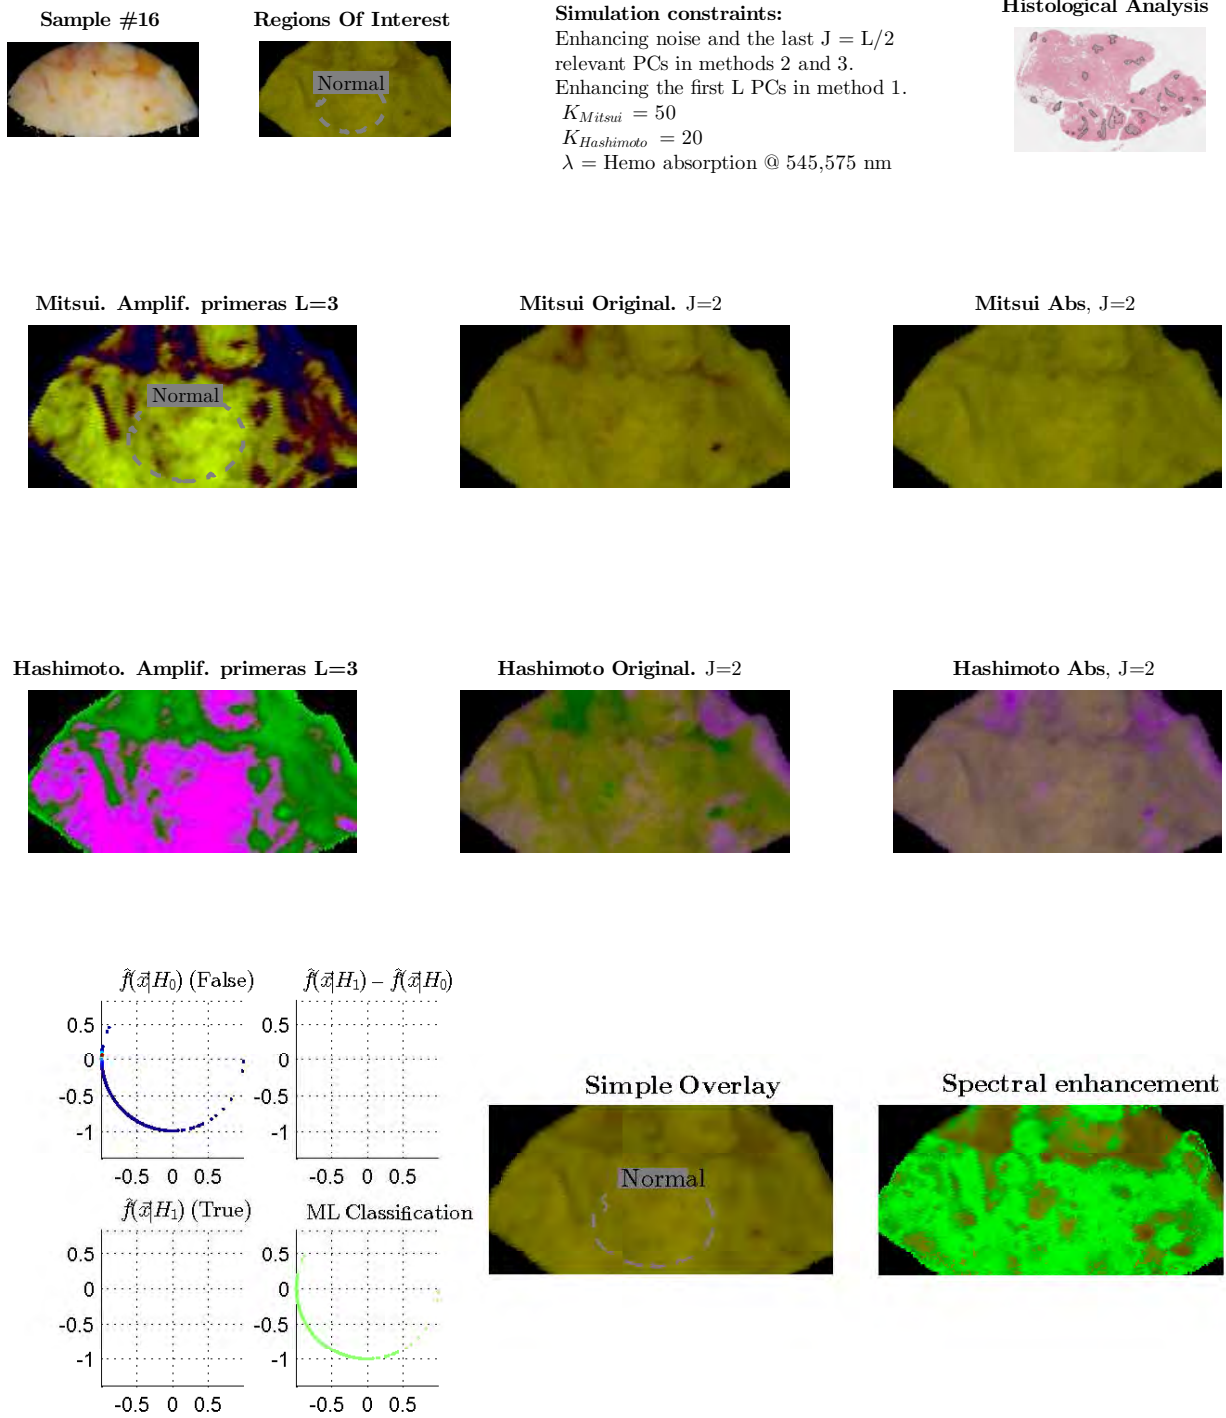 Sample #16
Regions Of Interest
Normal
Simulation constraints:
Enhancing noise and the last J = L/2
relevant PCs in methods 2 and 3.
Enhancing the first L PCs in method 1.
K_{Mitsui} = 50
K_{Hashimoto} = 20
λ = Hemo absorption @ 545,575 nm
Histological Analysis
Mitsui. Amplif. primeras L=3
Normal
Mitsui Original. J=2
Mitsui Abs, J=2
Hashimoto. Amplif. primeras L=3
Hashimoto Original. J=2
Hashimoto Abs, J=2
f̂(x⃗|H₀) (False)
0.5
0
-0.5
-1
-0.5 0 0.5
f̂(x⃗|H₁) – f̂(x⃗|H₀)
0.5
0
-0.5
-1
-0.5 0 0.5
f̂(x⃗|H₁) (True)
0.5
0
-0.5
-1
-0.5 0 0.5
ML Classification
0.5
0
-0.5
-1
-0.5 0 0.5
Simple Overlay
Normal
Spectral enhancement